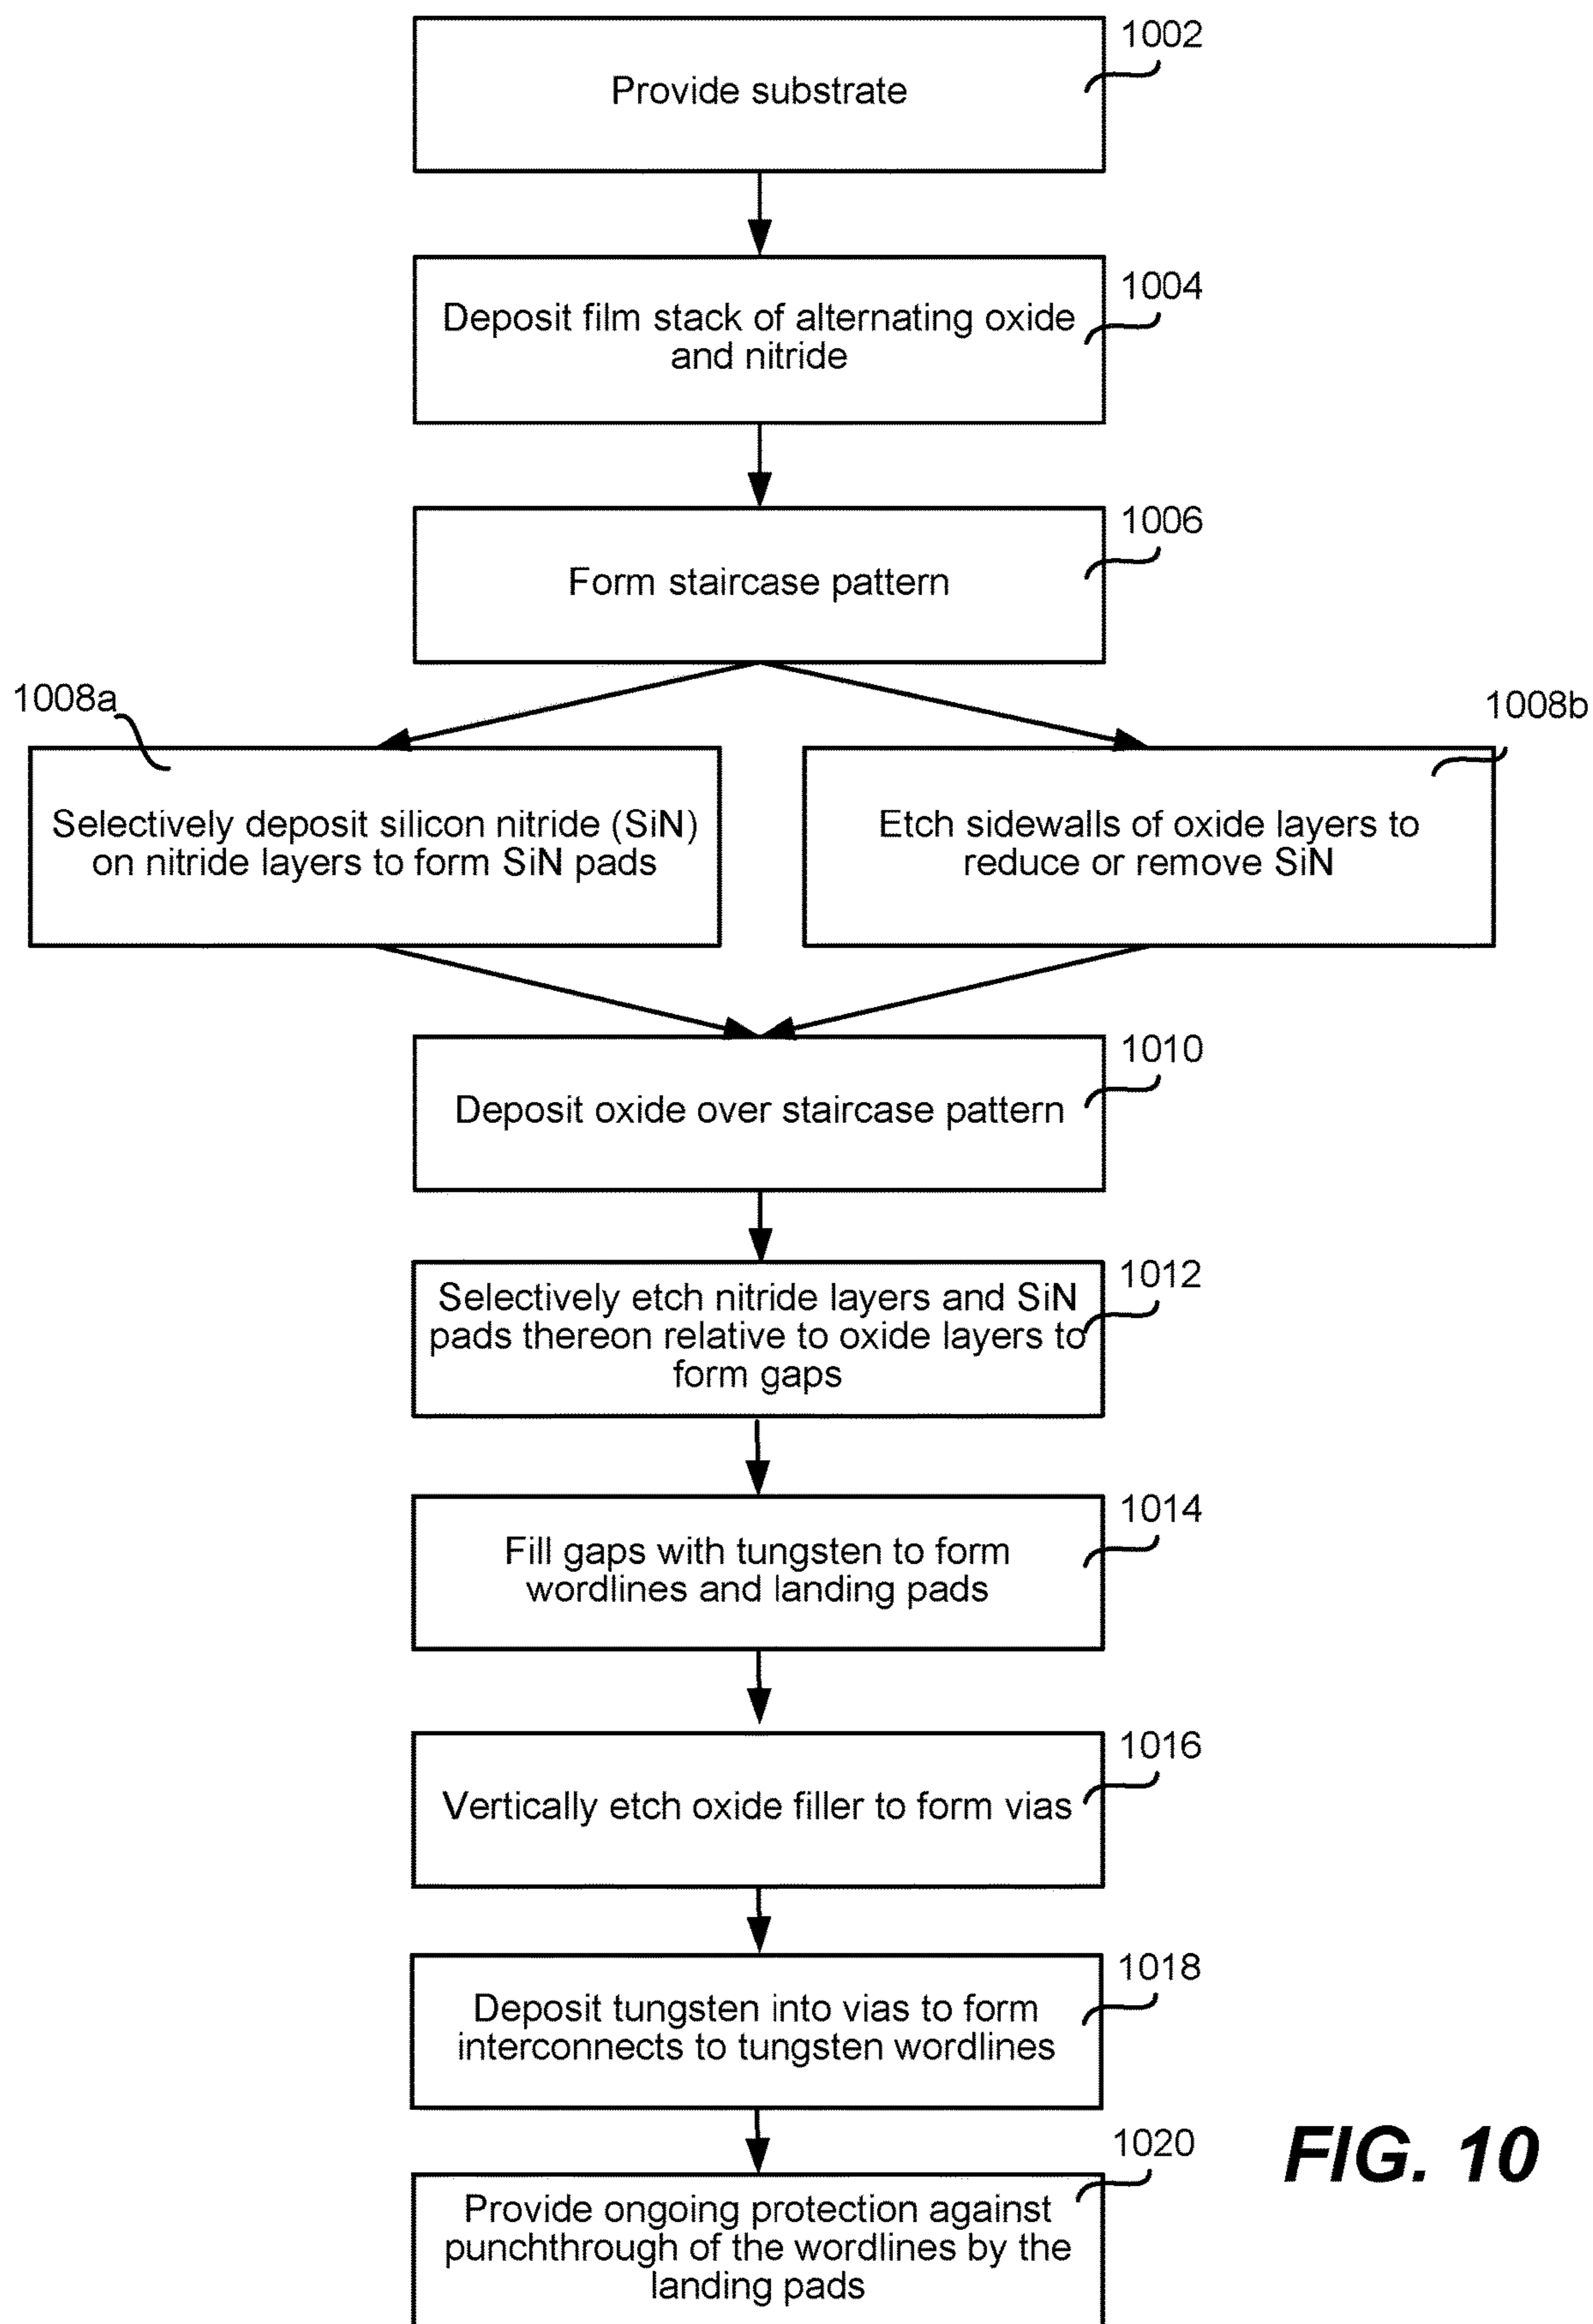 1002
Provide substrate
1004
Deposit film stack of alternating oxide
and nitride
1006
Form staircase pattern
1008a
1008b
Selectively deposit silicon nitride (SiN)
on nitride layers to form SiN pads
Etch sidewalls of oxide layers to
reduce or remove SiN
1010
Deposit oxide over staircase pattern
1012
Selectively etch nitride layers and SiN
pads thereon relative to oxide layers to
form gaps
1014
Fill gaps with tungsten to form
wordlines and landing pads
1016
Vertically etch oxide filler to form vias
1018
Deposit tungsten into vias to form
interconnects to tungsten wordlines
1020
Provide ongoing protection against
punchthrough of the wordlines by the
landing pads
FIG. 10